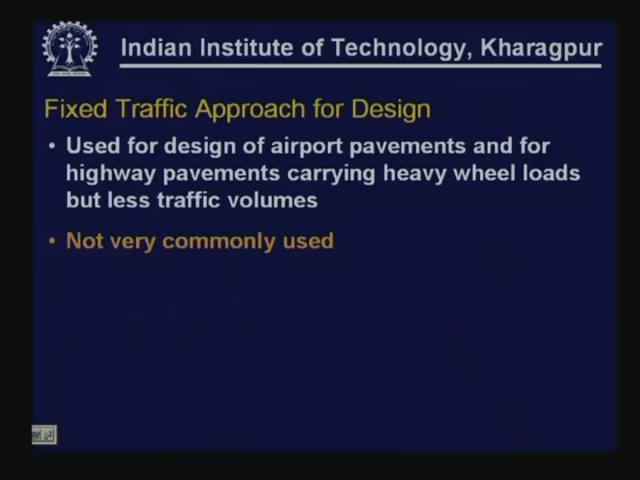 Indian Institute of Technology, Kharagpur
Fixed Traffic Approach for Design
• Used for design of airport pavements and for
highway pavements carrying heavy wheel loads
but less traffic volumes
• Not very commonly used